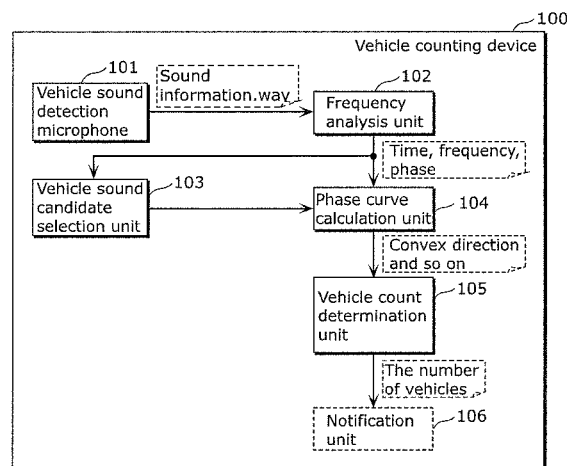 100
Vehicle counting device
101
Vehicle sound
detection
microphone
Sound
information.wav
102
Frequency
analysis unit
Time, frequency,
phase
Vehicle sound
candidate
selection unit
103
Phase curve
calculation unit
104
Convex direction
and so on
105
Vehicle count
determination
unit
The number
of vehicles
106
Notification
unit